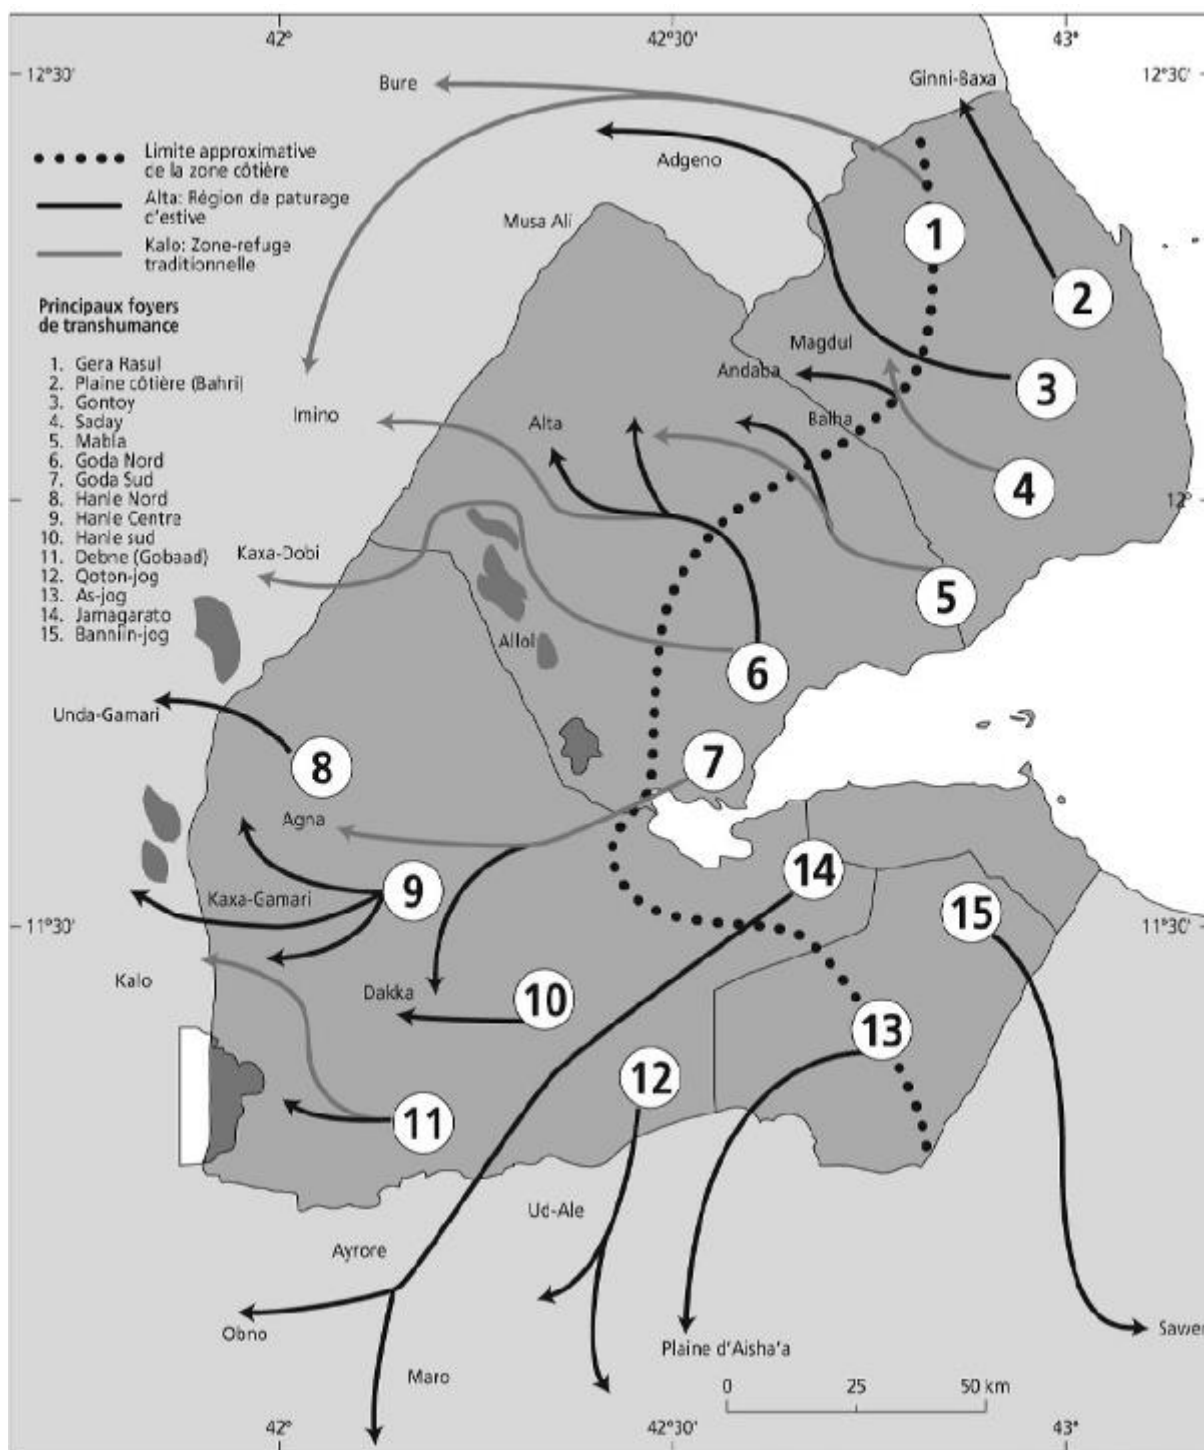 42°
42°30'
43°
12°30'
12°30'
Bure
Ginni-Baxa
Limite approximative
de la zone côtière
Alta: Région de paturage
c'estive
Kalo: Zone-refuge
traditionnelle
Adgeno
Musa Ali
Principaux foyers
de transhumance
1. Gera Rasul
2. Plaine côtière (Bahri)
3. Gontoy
4. Saday
5. Mabla
6. Goda Nord
7. Goda Sud
8. Hanle Nord
9. Hanle Centre
10. Hanle sud
11. Debne (Gobaad)
12. Qoton-jog
13. As-jog
14. Jamagarato
15. Banniin-jog
1
2
Magdul
Andaba
3
Imino
Alta
Balha
4
12°
Kaxa-Dobi
5
Allol
6
Unda-Gamari
8
7
Agna
14
Kaxa-Gamari
9
15
11°30'
11°30'
Kalo
Dakka
10
13
12
11
Ud-Ale
Ayrore
Obno
Plaine d'Aisha'a
Sawer
Maro
0
25
50 km
42°
42°30'
43°